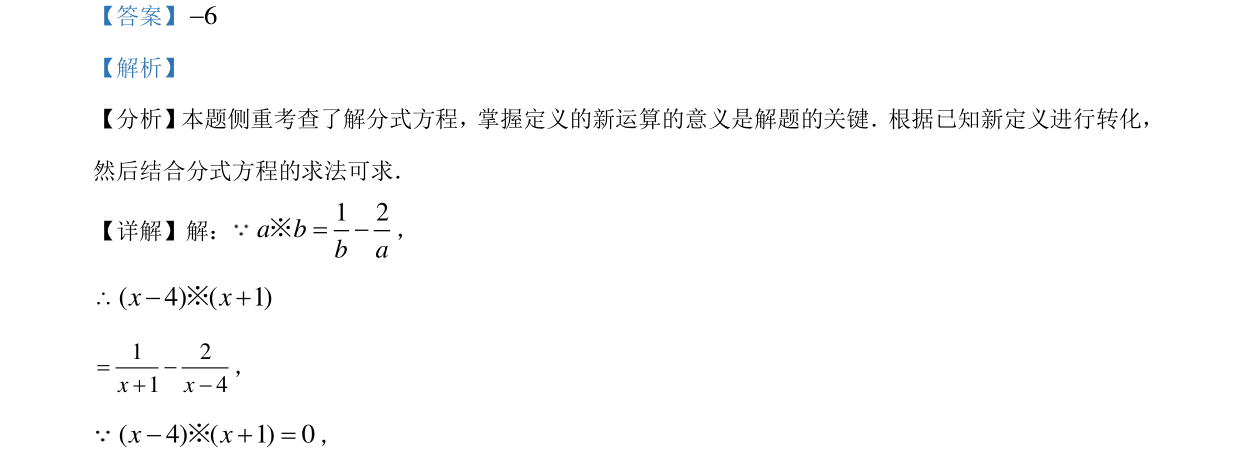 【答案】−6
【解析】
【分析】本题侧重考查了解分式方程，掌握定义的新运算的意义是解题的关键．根据已知新定义进行转化，
然后结合分式方程的求法可求．
【详解】解：∵ a※b = 1/b − 2/a ，
∴ (x−4)※(x+1)
= 1/(x+1) − 2/(x−4) ，
∵ (x−4)※(x+1) = 0 ，